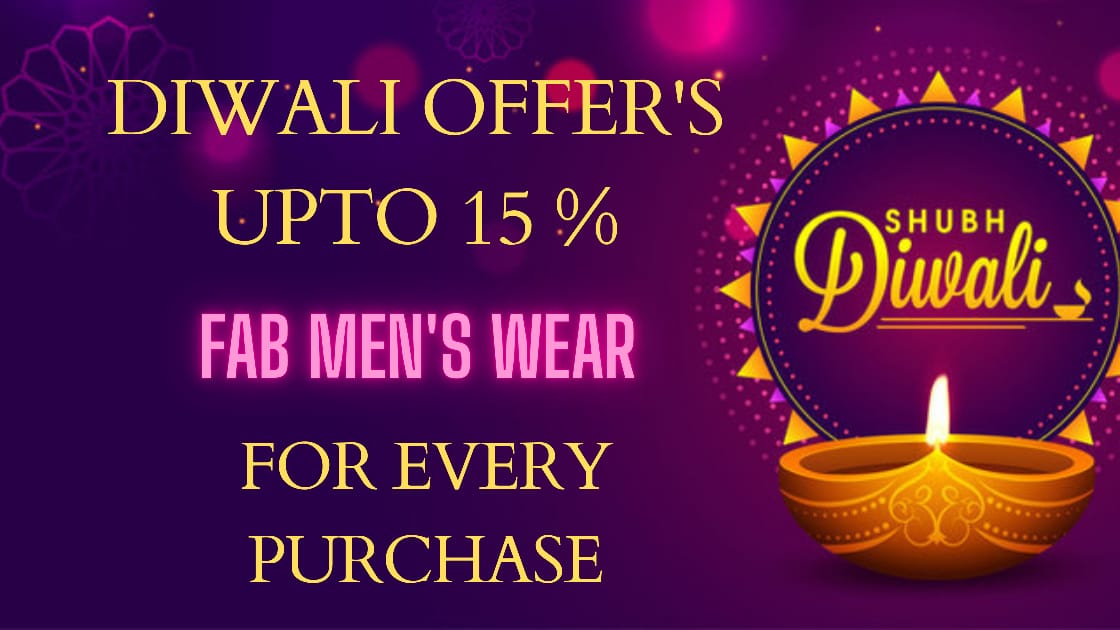 DIWALI OFFER'S
UPTO 15 %
FAB MEN'S WEAR
FOR EVERY
PURCHASE
SHUBH
Diwali